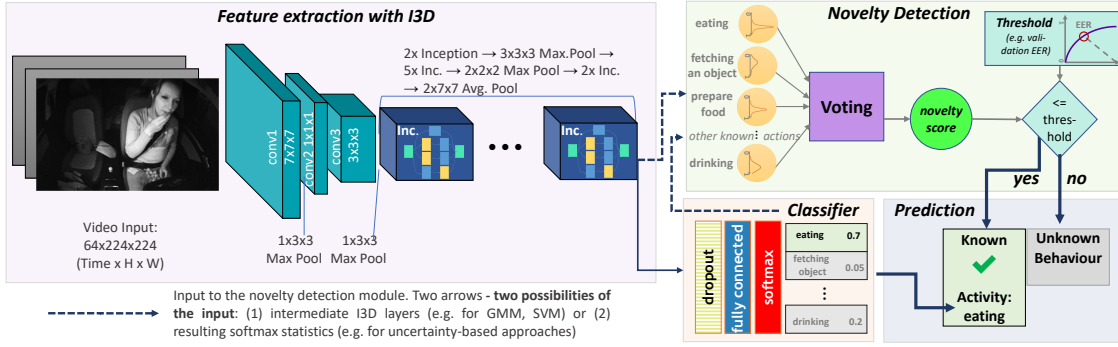 Feature extraction with I3D
2x Inception → 3x3x3 Max.Pool →
5x Inc. → 2x2x2 Max Pool → 2x Inc.
→ 2x7x7 Avg. Pool
conv1
7x7x7
conv2 1x1x1
conv3
3x3x3
Inc.
Inc.
Video Input:
64x224x224
(Time x H x W)
1x3x3
Max Pool
1x3x3
Max Pool
Input to the novelty detection module. Two arrows - two possibilities of
the input: (1) intermediate I3D layers (e.g. for GMM, SVM) or (2)
resulting softmax statistics (e.g. for uncertainty-based approaches)
Novelty Detection
eating
fetching
an object
prepare
food
other known actions
drinking
Voting
novelty
score
Threshold
(e.g. vali-
dation EER)
EER
<=
thres-
hold
yes
no
Classifier
dropout
fully connected
softmax
eating 0.7
fetching
object 0.05
drinking 0.2
Prediction
Known
Activity:
eating
Unknown
Behaviour